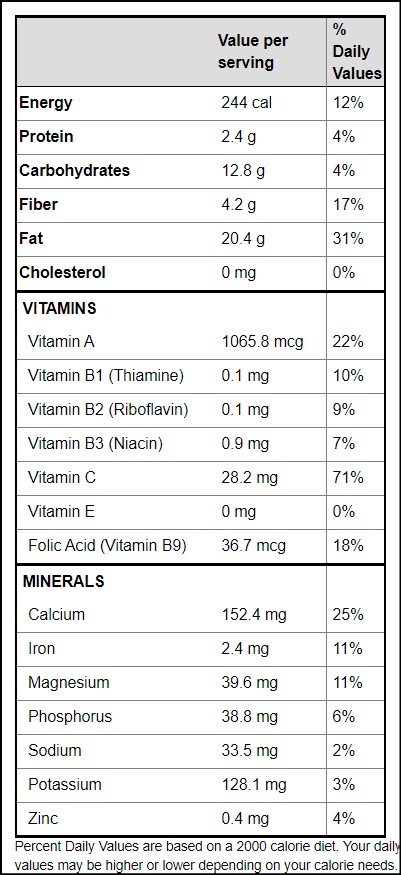 Value per serving % Daily Values
Energy 244 cal 12%
Protein 2.4 g 4%
Carbohydrates 12.8 g 4%
Fiber 4.2 g 17%
Fat 20.4 g 31%
Cholesterol 0 mg 0%
VITAMINS
Vitamin A 1065.8 mcg 22%
Vitamin B1 (Thiamine) 0.1 mg 10%
Vitamin B2 (Riboflavin) 0.1 mg 9%
Vitamin B3 (Niacin) 0.9 mg 7%
Vitamin C 28.2 mg 71%
Vitamin E 0 mg 0%
Folic Acid (Vitamin B9) 36.7 mcg 18%
MINERALS
Calcium 152.4 mg 25%
Iron 2.4 mg 11%
Magnesium 39.6 mg 11%
Phosphorus 38.8 mg 6%
Sodium 33.5 mg 2%
Potassium 128.1 mg 3%
Zinc 0.4 mg 4%
Percent Daily Values are based on a 2000 calorie diet. Your daily
values may be higher or lower depending on your calorie needs.